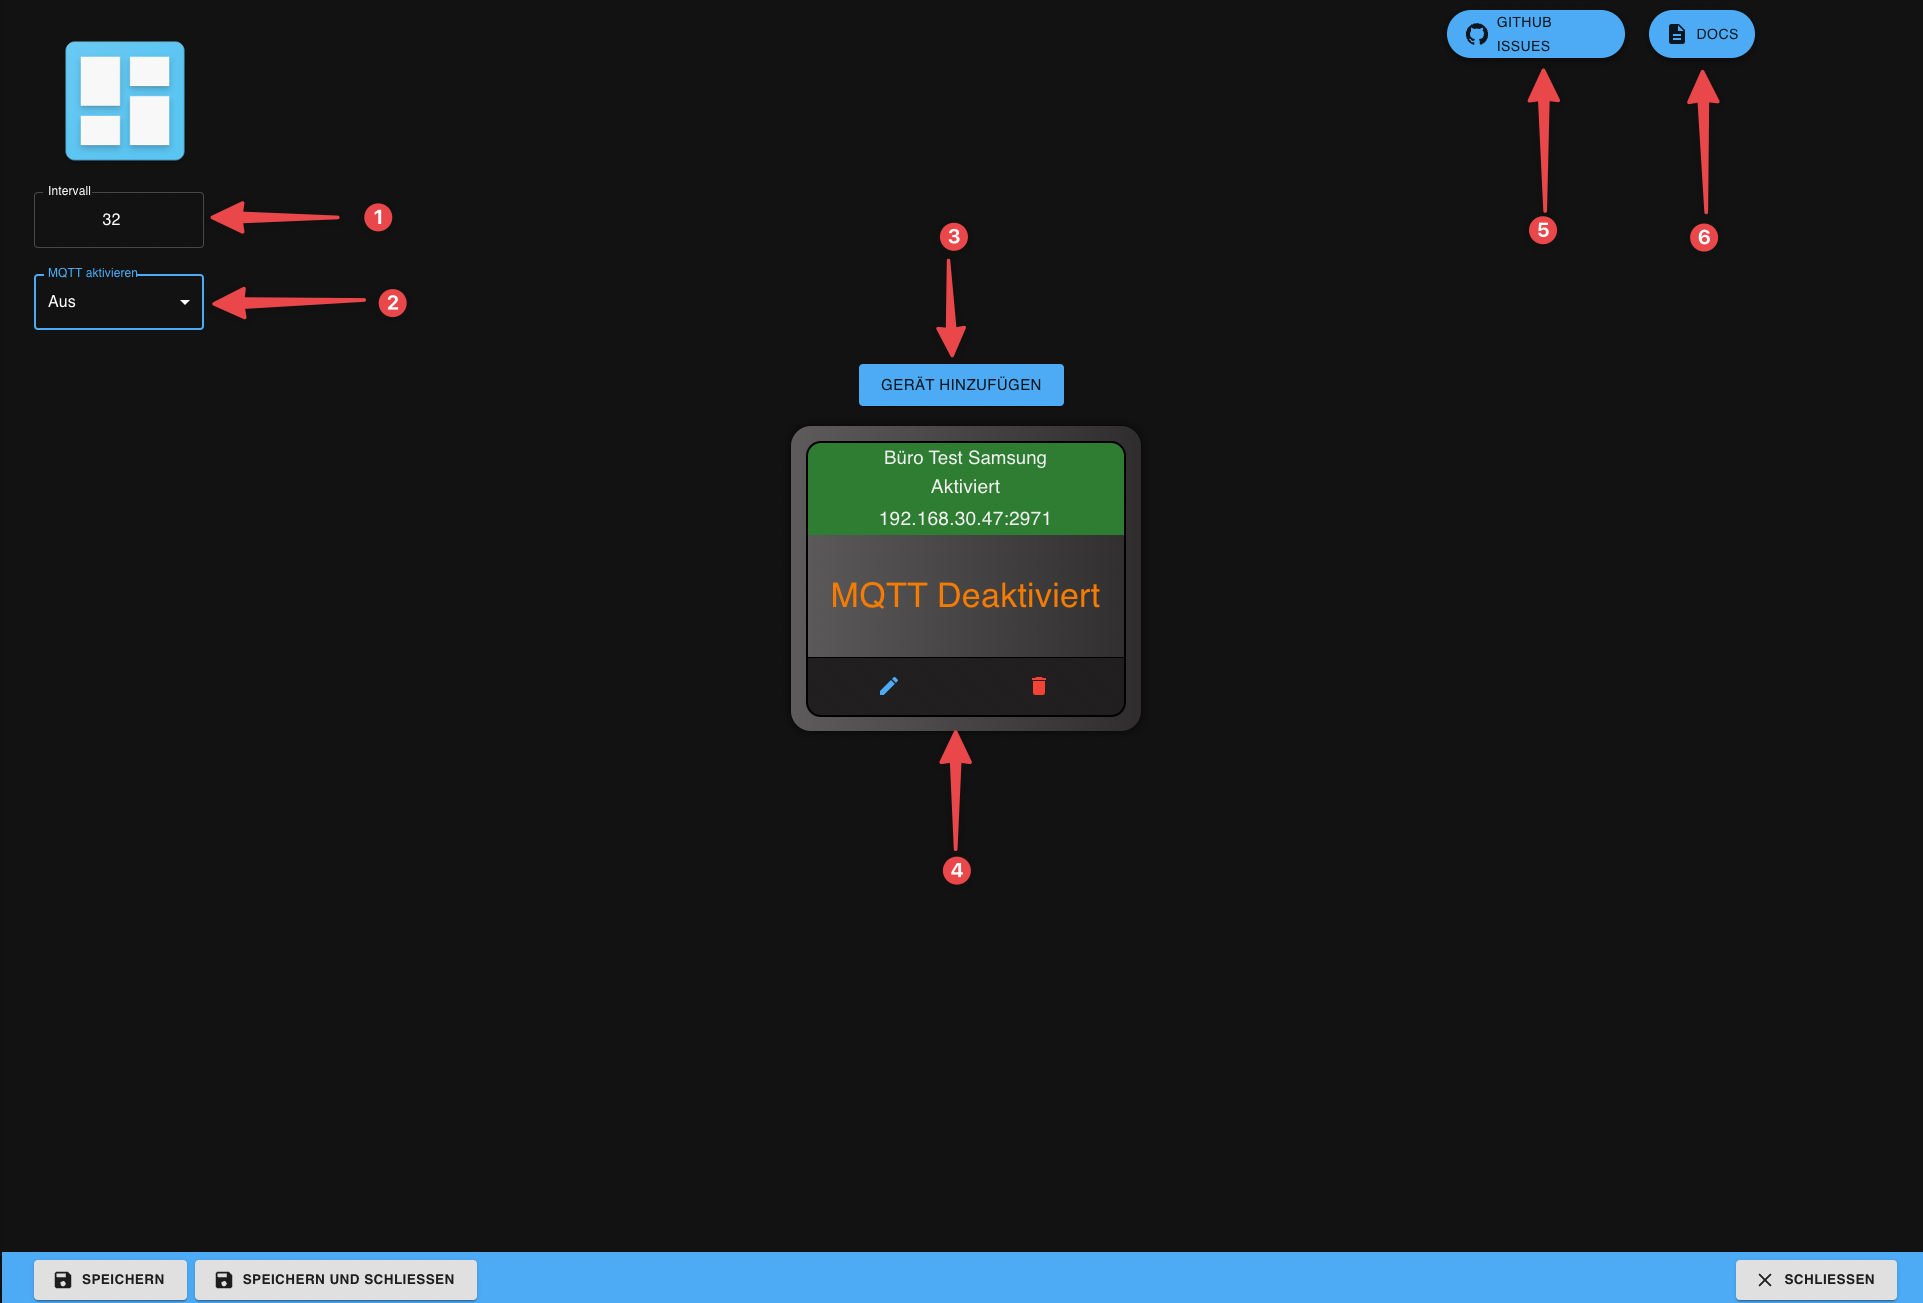 GITHUB
ISSUES
DOCS
Intervall
32
1
MQTT aktivieren
Aus
2
3
5
6
GERÄT HINZUFÜGEN
Büro Test Samsung
Aktiviert
192.168.30.47:2971
MQTT Deaktiviert
4
SPEICHERN
SPEICHERN UND SCHLIESSEN
SCHLIESSEN